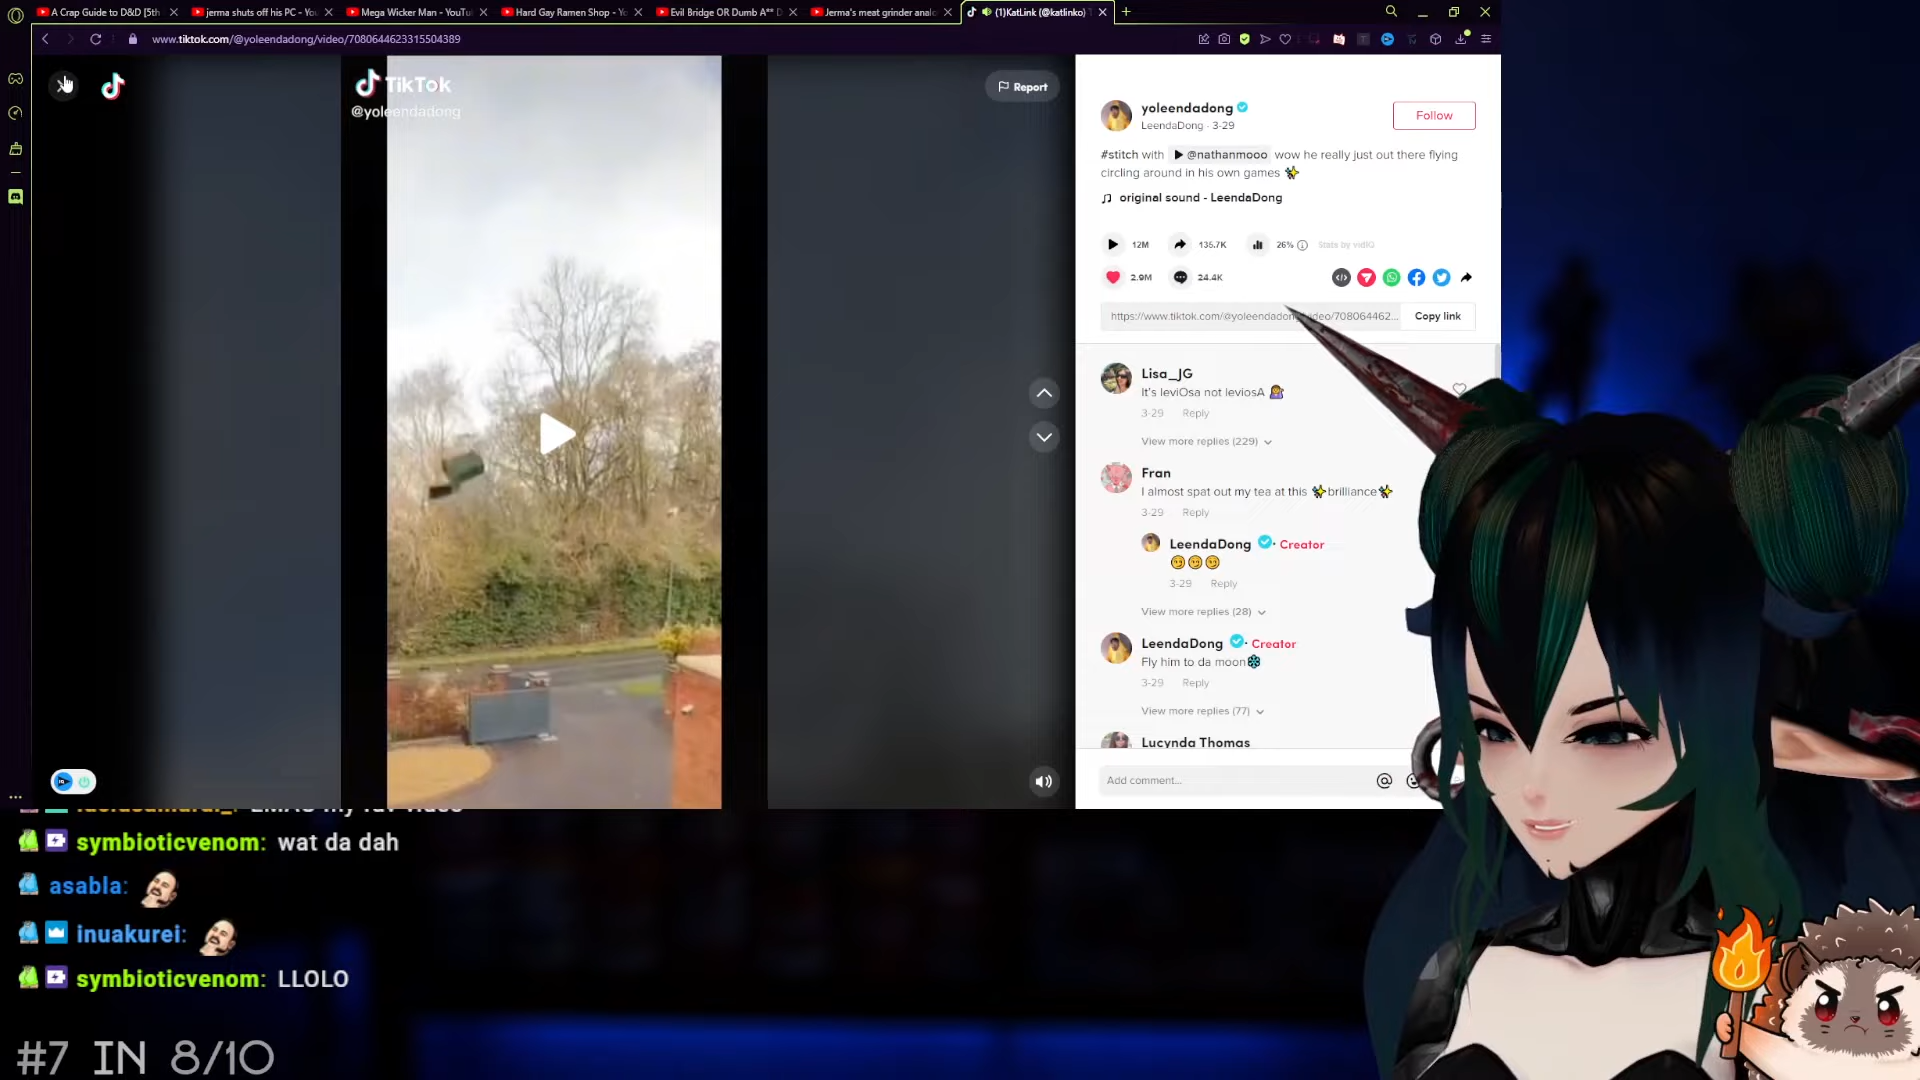 A Crap Guide to D&D [5th
jerma shuts off his PC - You
Mega Wicker Man - YouTu
Hard Gay Ramen Shop - Yo
Evil Bridge OR Dumb A** D
Jerma's meat grinder anal
(1)KatLink (@katlinko) T
www.tiktok.com/@yoleendadong/video/7080644623315504389
TikTok
@yoleendadong
Report
yoleendadong
LeendaDong · 3-29
Follow
#stitch with @nathanmooo wow he really just out there flying
circling around in his own games
original sound - LeendaDong
12M 135.7K 26% Stats by vidIQ
2.9M 24.4K
https://www.tiktok.com/@yoleendadong/video/708064462... Copy link
Lisa_JG
It's leviOsa not leviosA
3-29 Reply
View more replies (229)
Fran
I almost spat out my tea at this ✨brilliance✨
3-29 Reply
LeendaDong · Creator
😏😏😏
3-29 Reply
View more replies (28)
LeendaDong · Creator
Fly him to da moon
3-29 Reply
View more replies (77)
Lucynda Thomas
Add comment...
symbioticvenom: wat da dah
asabla:
inuakurei:
symbioticvenom: LLOLO
#7 IN 8/10